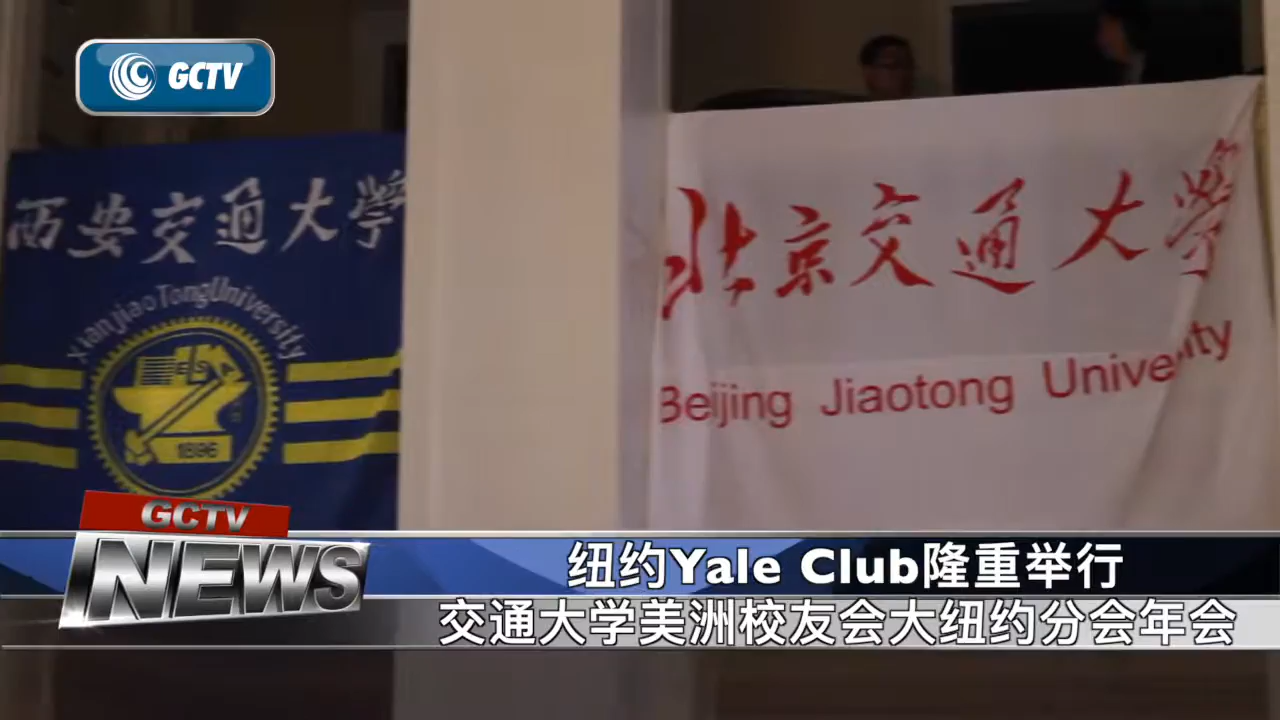 GCTV
西安交通大學
XianJiaoTongUniversity
1896
北京交通大學
Beijing Jiaotong University
GCTV
NEWS
纽约Yale Club隆重举行
交通大学美洲校友会大纽约分会年会